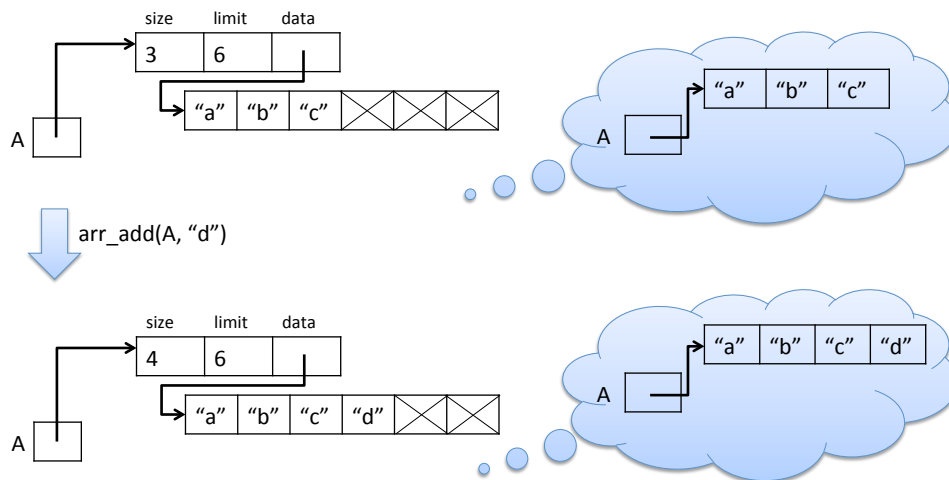 size limit data
3 6
“a” “b” “c”
A
“a” “b” “c”
A
arr_add(A, “d”)
size limit data
4 6
“a” “b” “c” “d”
A
“a” “b” “c” “d”
A